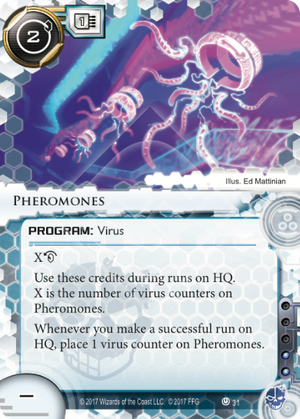 2
1
Illus. Ed Mattinian
PHEROMONES
PROGRAM: Virus
X
Use these credits during runs on HQ.
X is the number of virus counters on
Pheromones.
Whenever you make a successful run on
HQ, place 1 virus counter on Pheromones.
–
© 2017 Wizards of the Coast LLC. © 2017 FFG
31